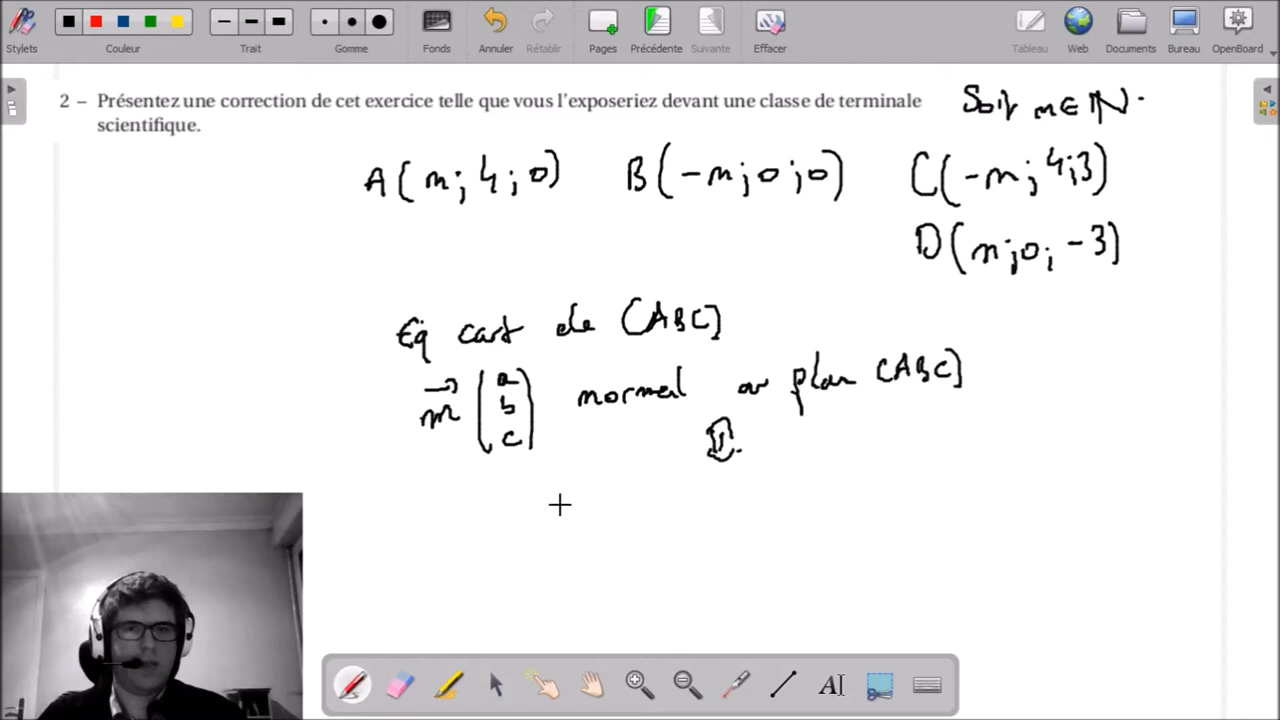 Stylets
Couleur
Trait
Gomme
Fonds
Annuler
Rétablir
Pages
Précédente
Suivante
Effacer
Tableau
Web
Documents
Bureau
OpenBoard
2 – Présentez une correction de cet exercice telle que vous l'exposeriez devant une classe de terminale
scientifique.
Soit n ∈ ℕ.
A(n; 4; 0) B(-n; 0; 0) C(-n; 4; 3)
D(n; 0; -3)
Eq cart de (ABC)
n⃗ (a b c) normal au plan (ABC)
AI